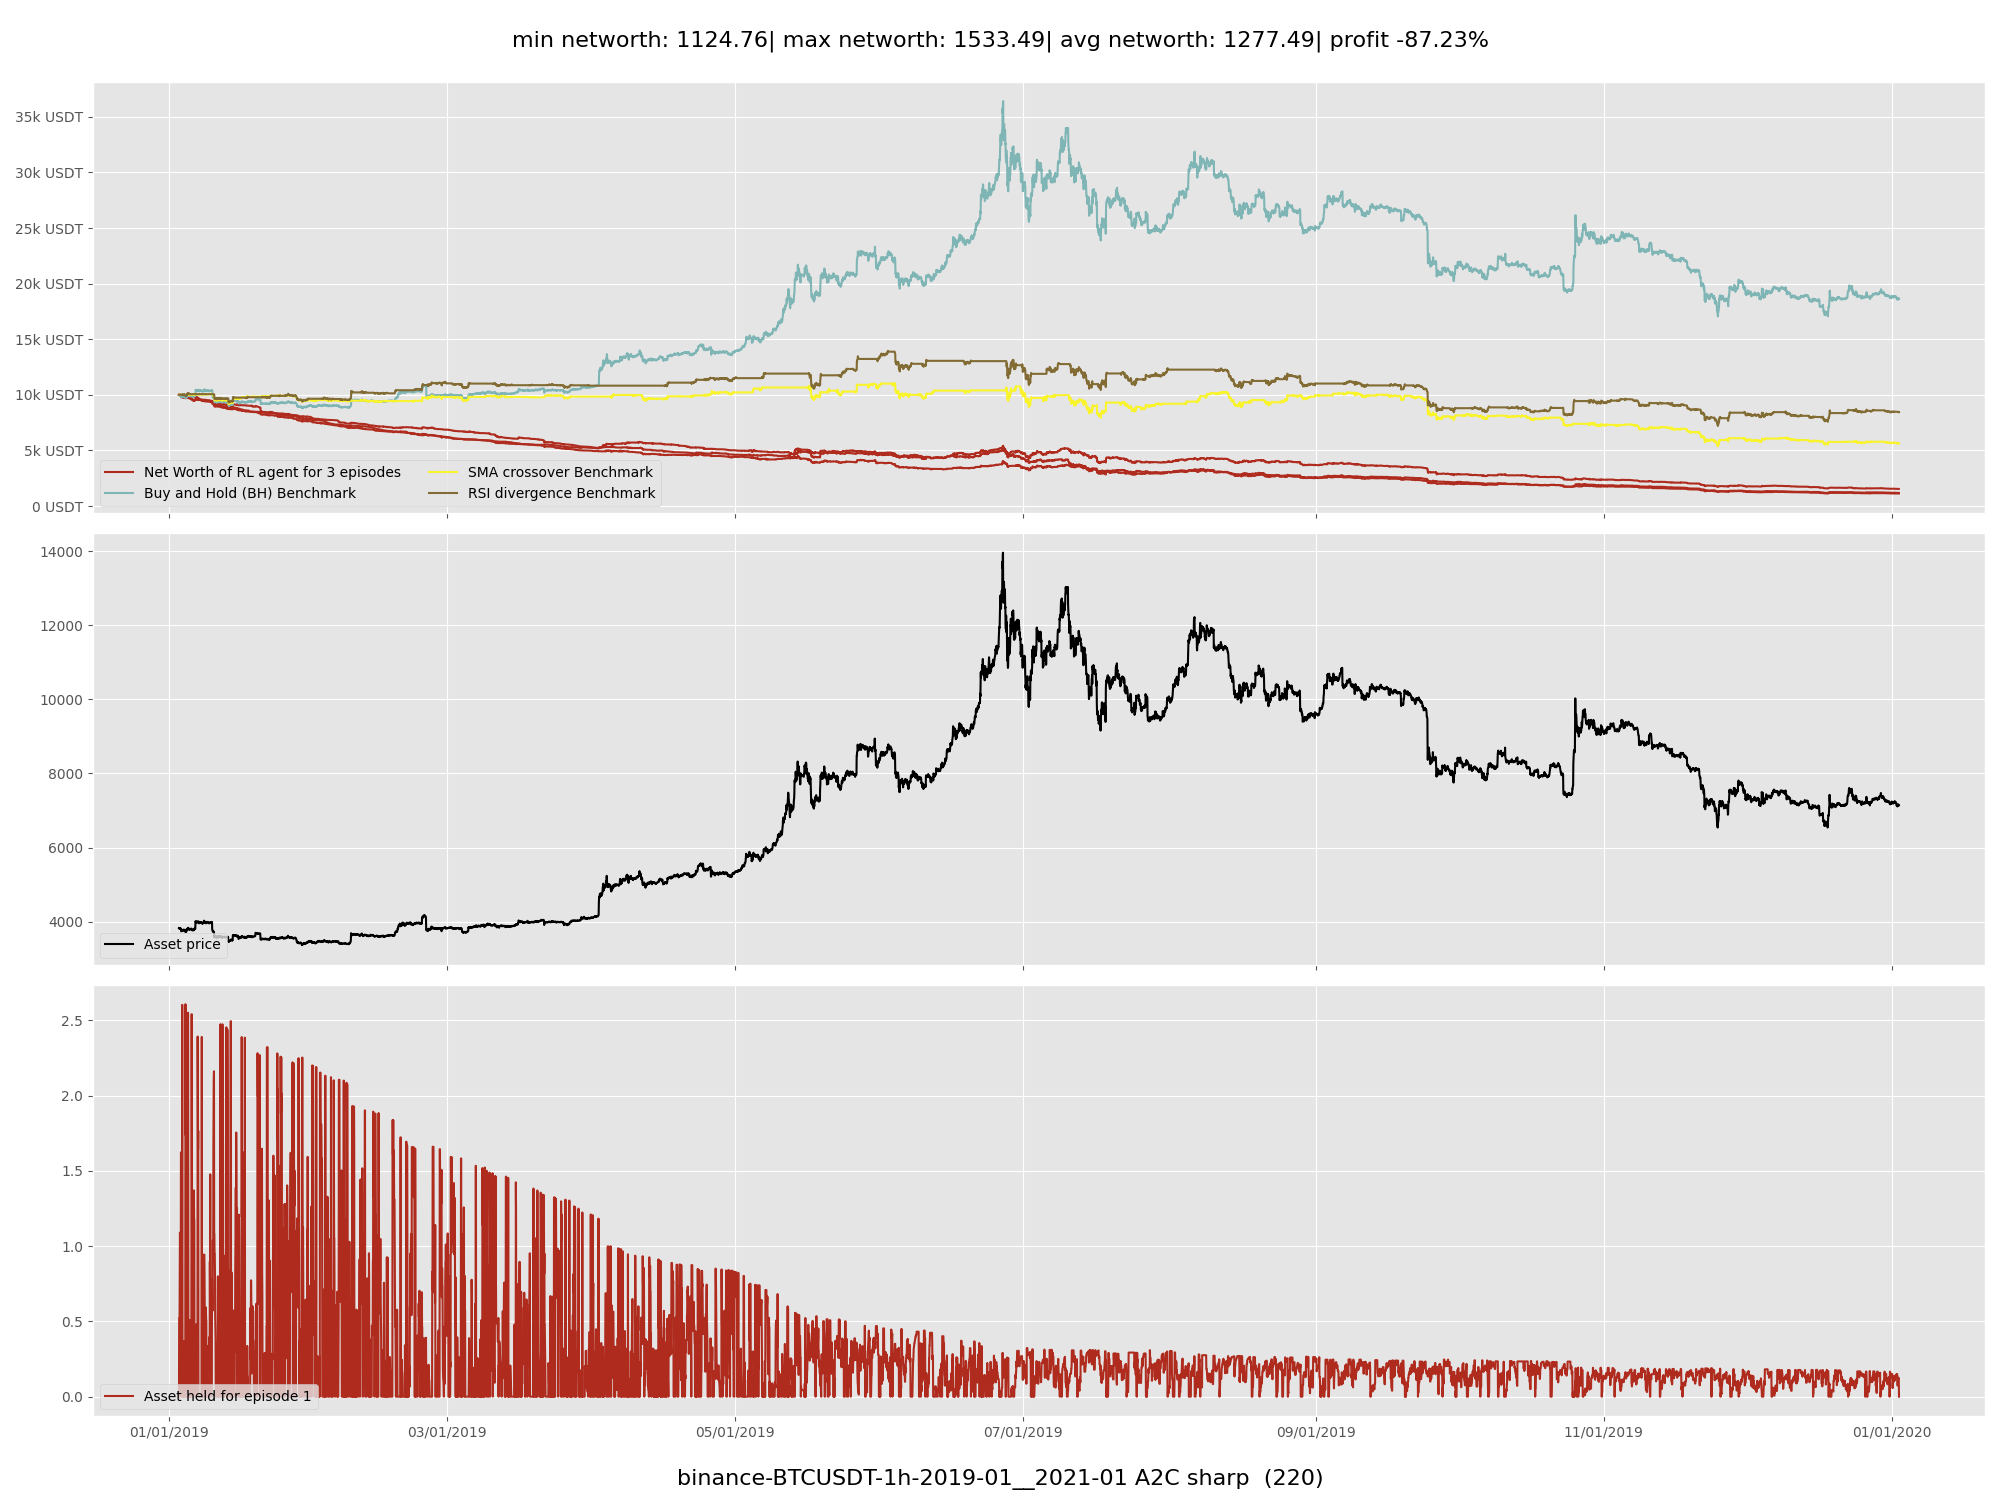 min networth: 1124.76| max networth: 1533.49| avg networth: 1277.49| profit -87.23%
35k USDT
30k USDT
25k USDT
20k USDT
15k USDT
10k USDT
5k USDT
0 USDT
Net Worth of RL agent for 3 episodes
Buy and Hold (BH) Benchmark
SMA crossover Benchmark
RSI divergence Benchmark
14000
12000
10000
8000
6000
4000
Asset price
2.5
2.0
1.5
1.0
0.5
0.0
Asset held for episode 1
01/01/2019 03/01/2019 05/01/2019 07/01/2019 09/01/2019 11/01/2019 01/01/2020
binance-BTCUSDT-1h-2019-01__2021-01 A2C sharp (220)